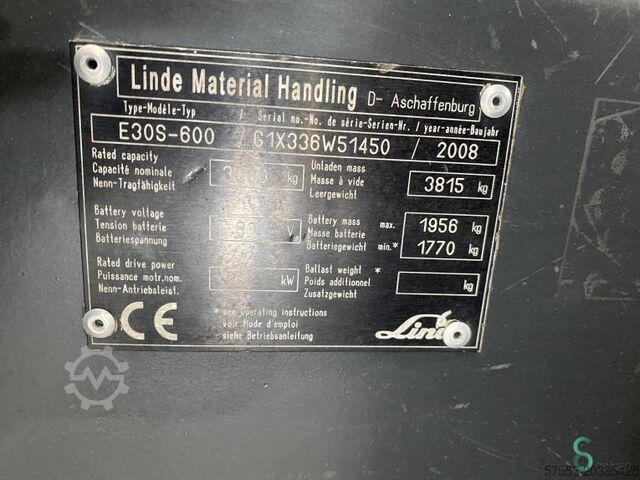 Linde Material Handling D- Aschaffenburg
Type-Modèle-Typ / Serial no.-No. de série-Serien-Nr. / year-année-Baujahr
E30S-600 / G1X336W51450 / 2008
Rated capacity
Capacité nominale kg
Nenn-Tragfähigkeit
Unladen mass
Masse à vide 3815 kg
Leergewicht
Battery voltage
Tension batterie V
Batteriespannung
Battery mass max. 1956 kg
Masse batterie
Batteriegewicht min.* 1770 kg
Rated drive power
Puissance motr.nom. kW
Nenn-Antriebsleist.
Ballast weight *
Poids additionnel kg
Zusatzgewicht
CE
* see Operating instructions
voir Mode d'emploi
siehe Betriebsanleitung
Linde